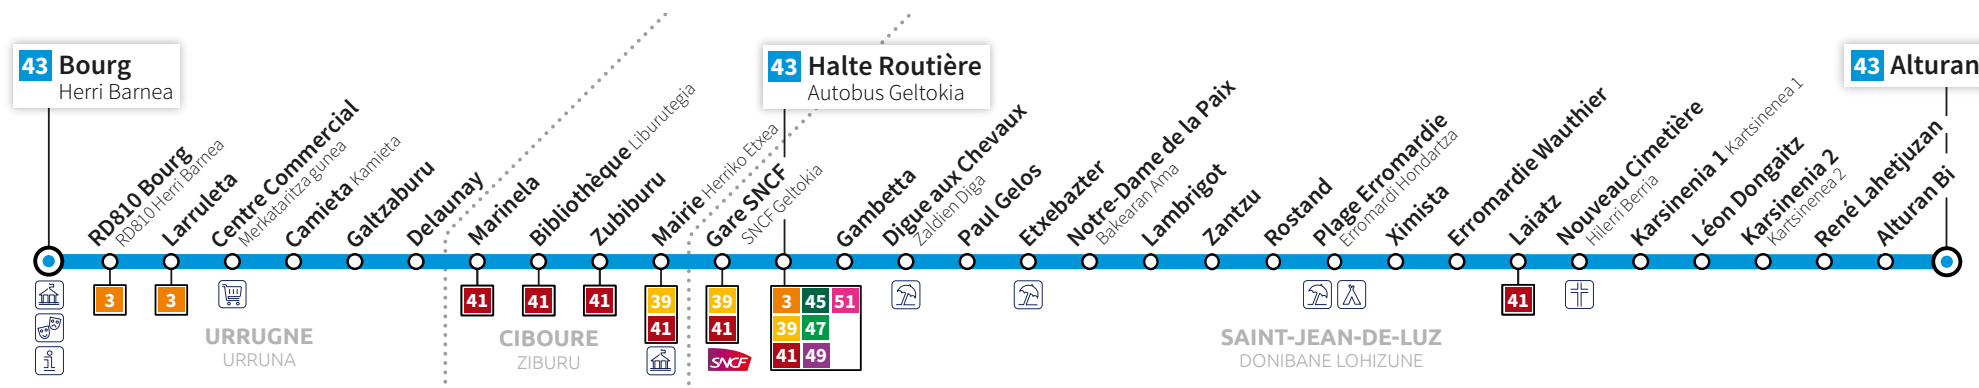 43 Bourg
Herri Barnea
RD810 Bourg
RD810 Herri Barnea
Larruleta
Centre Commercial
Merkataritza gunea
Camieta Kamieta
Galtzaburu
Delaunay
Marinela
Bibliothèque Liburutegia
Zubiburu
Mairie Herriko Etxea
Gare SNCF
SNCF Geltokia
43 Halte Routière
Autobus Geltokia
Gambetta
Digue aux Chevaux
Zaldien Diga
Paul Gelos
Etxebazter
Notre-Dame de la Paix
Bakearen Ama
Lambrigot
Zantzu
Rostand
Plage Erromardie
Erromardi Hondartza
Ximista
Erromardie Wauthier
Laiatz
Nouveau Cimetière
Hilerri Berria
Karsinenia 1 Kartsinenea 1
Léon Dongaitz
Karsinenia 2
Kartsinenea 2
René Lahetjuzan
Alturan Bi
43 Alturan
3
3
41
41
41
39
41
39
41
SNCF
3 45 51
39 47
41 49
41
URRUGNE
URRUNA
CIBOURE
ZIBURU
SAINT-JEAN-DE-LUZ
DONIBANE LOHIZUNE